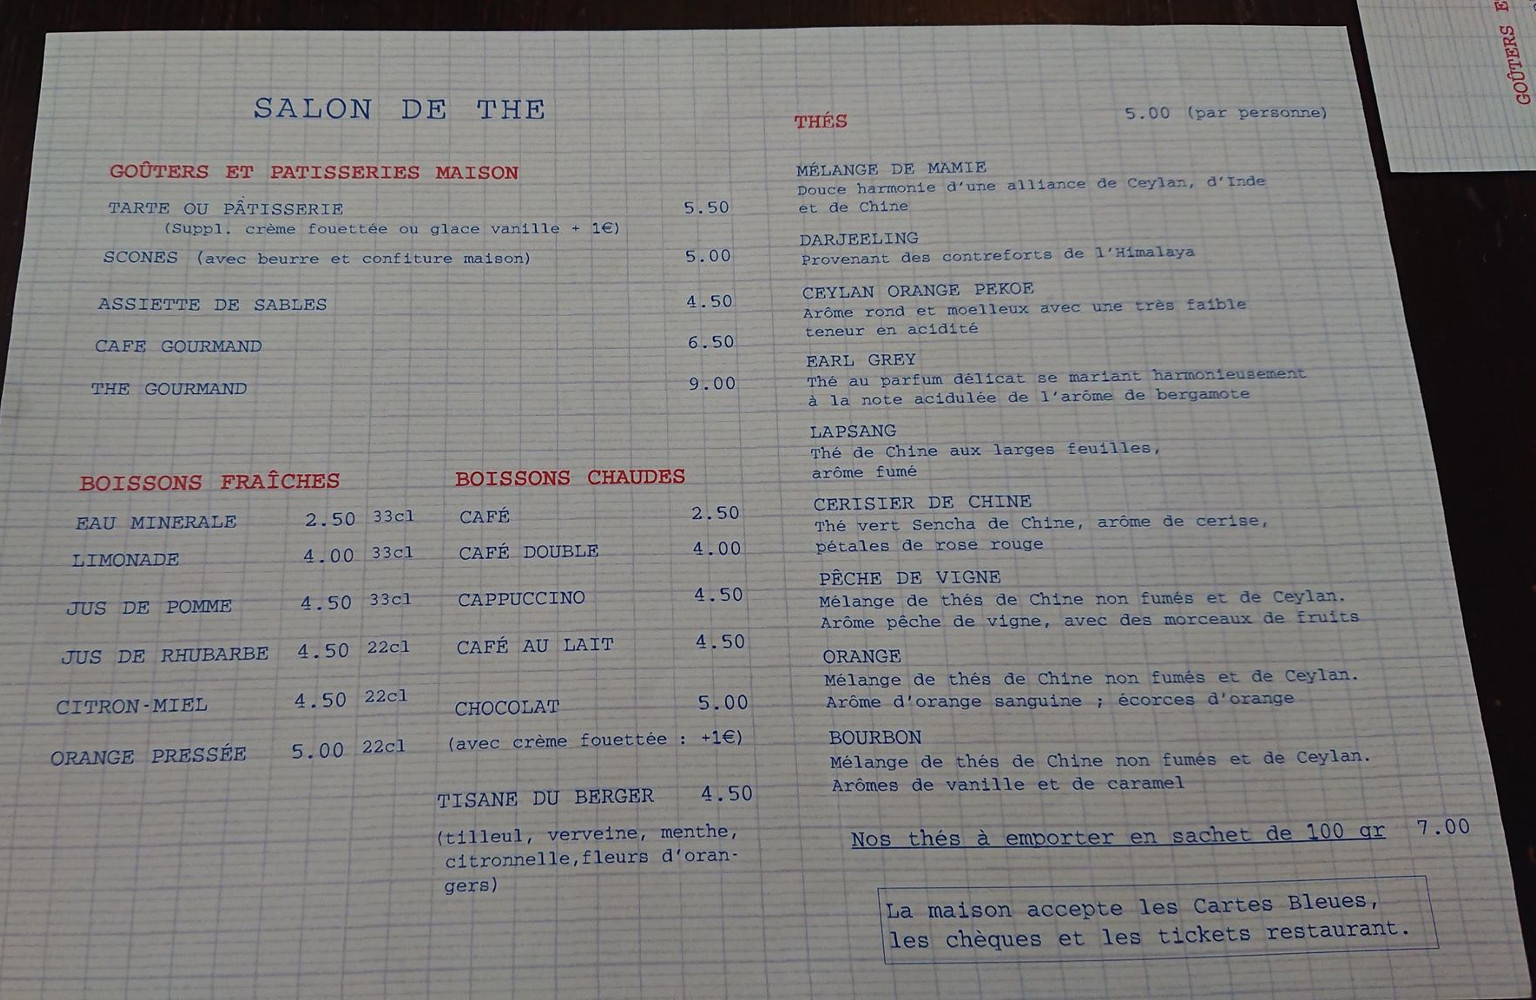 SALON DE THE
GOÛTERS ET PATISSERIES MAISON
TARTE OU PÂTISSERIE 5.50
(Suppl. crème fouettée ou glace vanille + 1€)
SCONES (avec beurre et confiture maison) 5.00
ASSIETTE DE SABLES 4.50
CAFE GOURMAND 6.50
THE GOURMAND 9.00
BOISSONS FRAÎCHES
EAU MINERALE 2.50 33cl
LIMONADE 4.00 33cl
JUS DE POMME 4.50 33cl
JUS DE RHUBARBE 4.50 22cl
CITRON-MIEL 4.50 22cl
ORANGE PRESSÉE 5.00 22cl
BOISSONS CHAUDES
CAFÉ 2.50
CAFÉ DOUBLE 4.00
CAPPUCCINO 4.50
CAFÉ AU LAIT 4.50
CHOCOLAT 5.00
(avec crème fouettée : +1€)
TISANE DU BERGER 4.50
(tilleul, verveine, menthe,
citronnelle,fleurs d'oran-
gers)
THÉS 5.00 (par personne)
MÉLANGE DE MAMIE
Douce harmonie d'une alliance de Ceylan, d'Inde
et de Chine
DARJEELING
Provenant des contreforts de l'Himalaya
CEYLAN ORANGE PEKOE
Arôme rond et moelleux avec une très faible
teneur en acidité
EARL GREY
Thé au parfum délicat se mariant harmonieusement
à la note acidulée de l'arôme de bergamote
LAPSANG
Thé de Chine aux larges feuilles,
arôme fumé
CERISIER DE CHINE
Thé vert Sencha de Chine, arôme de cerise,
pétales de rose rouge
PÊCHE DE VIGNE
Mélange de thés de Chine non fumés et de Ceylan.
Arôme pêche de vigne, avec des morceaux de fruits
ORANGE
Mélange de thés de Chine non fumés et de Ceylan.
Arôme d'orange sanguine ; écorces d'orange
BOURBON
Mélange de thés de Chine non fumés et de Ceylan.
Arômes de vanille et de caramel
Nos thés à emporter en sachet de 100 gr 7.00
La maison accepte les Cartes Bleues,
les chèques et les tickets restaurant.
GOÛTERS